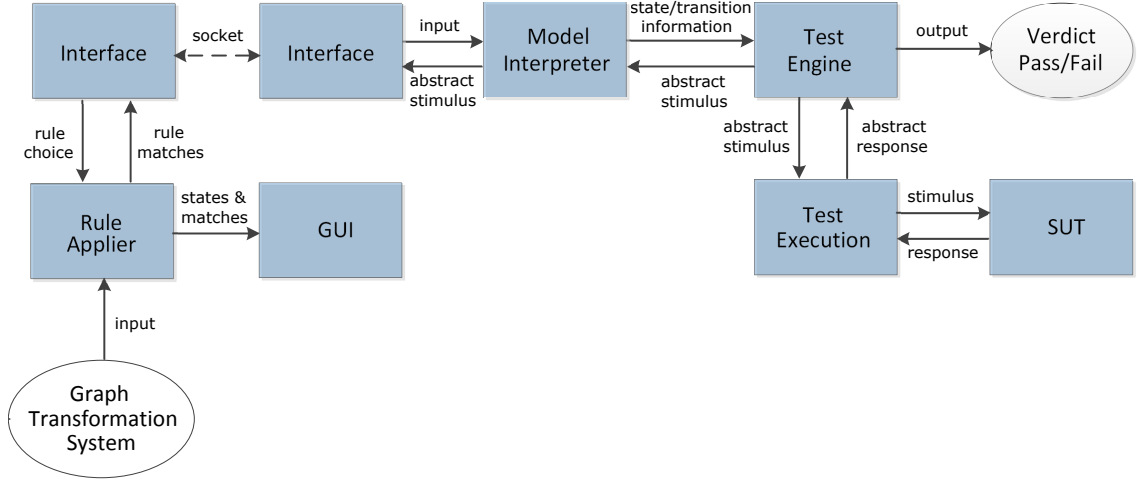 Interface
socket
Interface
input
abstract
stimulus
Model
Interpreter
state/transition
information
abstract
stimulus
Test
Engine
output
Verdict
Pass/Fail
rule
choice
rule
matches
abstract
stimulus
abstract
response
Rule
Applier
states &
matches
GUI
Test
Execution
stimulus
response
SUT
input
Graph
Transformation
System